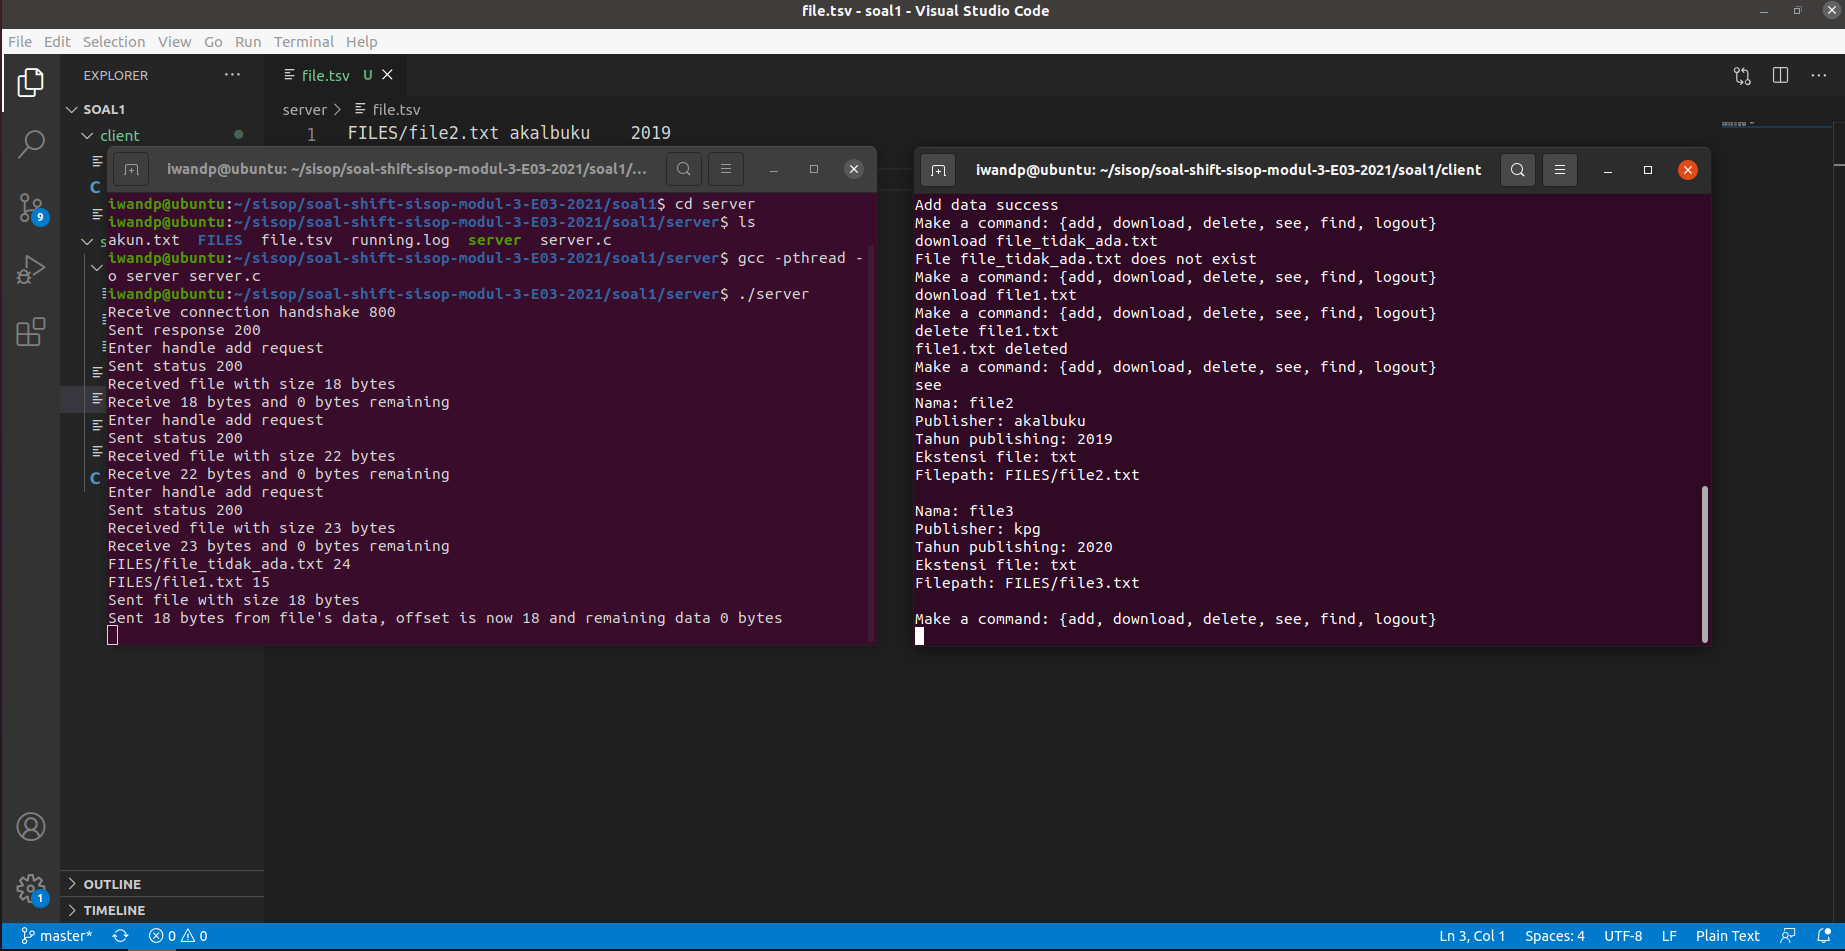 file.tsv - soal1 - Visual Studio Code
File Edit Selection View Go Run Terminal Help
EXPLORER
file.tsv U
SOAL1
server > file.tsv
client
1 FILES/file2.txt akalbuku 2019
iwandp@ubuntu: ~/sisop/soal-shift-sisop-modul-3-E03-2021/soal1/...
iwandp@ubuntu:~/sisop/soal-shift-sisop-modul-3-E03-2021/soal1$ cd server
iwandp@ubuntu:~/sisop/soal-shift-sisop-modul-3-E03-2021/soal1/server$ ls
akun.txt FILES file.tsv running.log server server.c
iwandp@ubuntu:~/sisop/soal-shift-sisop-modul-3-E03-2021/soal1/server$ gcc -pthread -
o server server.c
iwandp@ubuntu:~/sisop/soal-shift-sisop-modul-3-E03-2021/soal1/server$ ./server
Receive connection handshake 800
Sent response 200
Enter handle add request
Sent status 200
Received file with size 18 bytes
Receive 18 bytes and 0 bytes remaining
Enter handle add request
Sent status 200
Received file with size 22 bytes
Receive 22 bytes and 0 bytes remaining
Enter handle add request
Sent status 200
Received file with size 23 bytes
Receive 23 bytes and 0 bytes remaining
FILES/file_tidak_ada.txt 24
FILES/file1.txt 15
Sent file with size 18 bytes
Sent 18 bytes from file's data, offset is now 18 and remaining data 0 bytes
iwandp@ubuntu: ~/sisop/soal-shift-sisop-modul-3-E03-2021/soal1/client
Add data success
Make a command: {add, download, delete, see, find, logout}
download file_tidak_ada.txt
File file_tidak_ada.txt does not exist
Make a command: {add, download, delete, see, find, logout}
download file1.txt
Make a command: {add, download, delete, see, find, logout}
delete file1.txt
file1.txt deleted
Make a command: {add, download, delete, see, find, logout}
see
Nama: file2
Publisher: akalbuku
Tahun publishing: 2019
Ekstensi file: txt
Filepath: FILES/file2.txt
Nama: file3
Publisher: kpg
Tahun publishing: 2020
Ekstensi file: txt
Filepath: FILES/file3.txt
Make a command: {add, download, delete, see, find, logout}
C
s
C
9
1
OUTLINE
TIMELINE
master* 0 0 Ln 3, Col 1 Spaces: 4 UTF-8 LF Plain Text